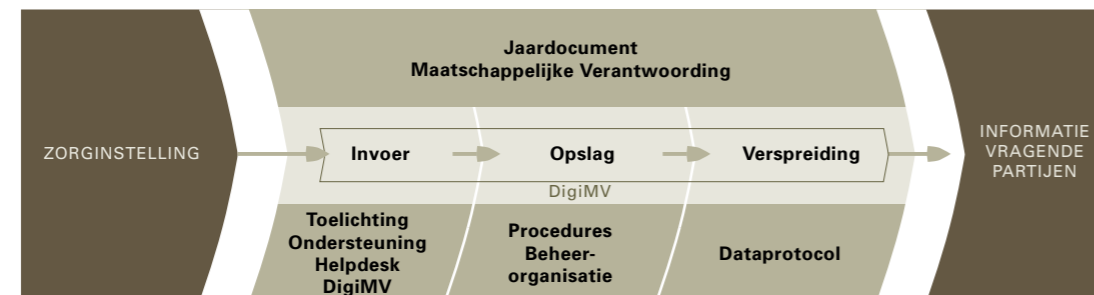 Jaardocument
Maatschappelijke Verantwoording
ZORGINSTELLING
Invoer
Opslag
Verspreiding
INFORMATIE
VRAGENDE
PARTIJEN
DigiMV
Toelichting
Ondersteuning
Helpdesk
DigiMV
Procedures
Beheer-
organisatie
Dataprotocol